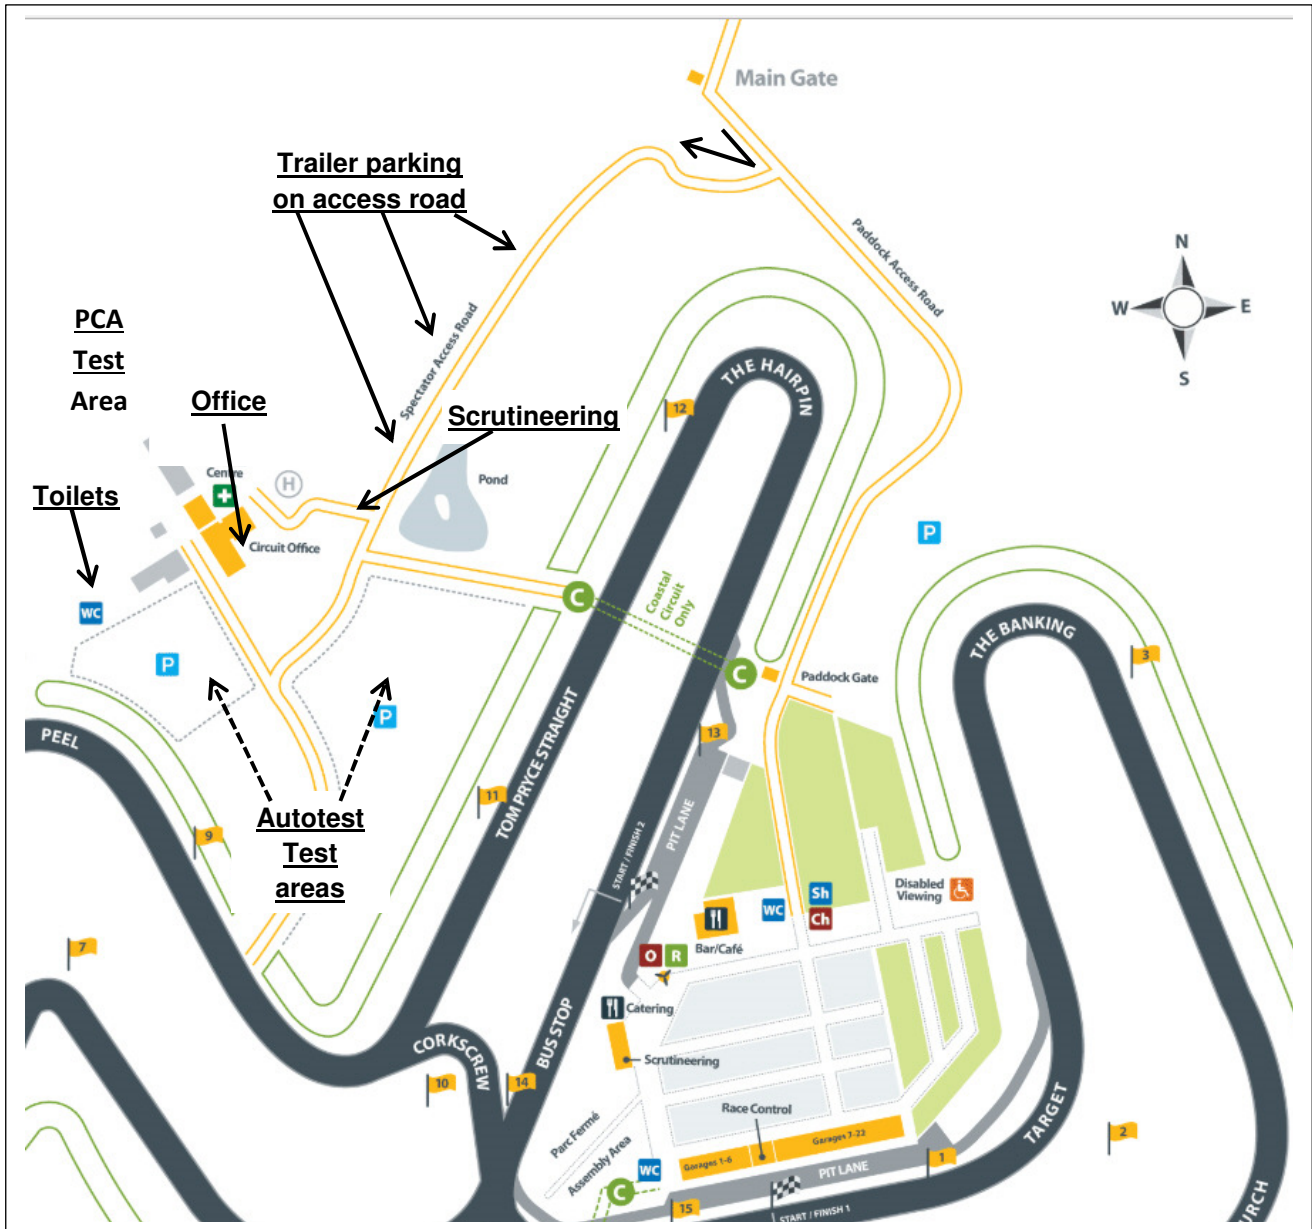 Main Gate
Trailer parking
on access road
Paddock Access Road
N
W
E
S
PCA
Test
Area
Spectator Access Road
THE HAIRPIN
12
Office
Scrutineering
Centre
H
Pond
Toilets
Circuit Office
P
WC
C
Coastal
Circuit
Only
THE BANKING
3
P
C
Paddock Gate
P
PEEL
13
TOM PRYCE STRAIGHT
11
PIT LANE
START / FINISH 2
9
Autotest
Test
areas
Disabled
Viewing
Sh
WC
Ch
Bar/Café
7
O
R
Catering
BUS STOP
CORKSCREW
Scrutineering
10
14
TARGET
Race Control
Parc Fermé
Garages 7-22
2
Assembly Area
Garages 1-6
WC
PIT LANE
1
C
15
START / FINISH 1
URCH